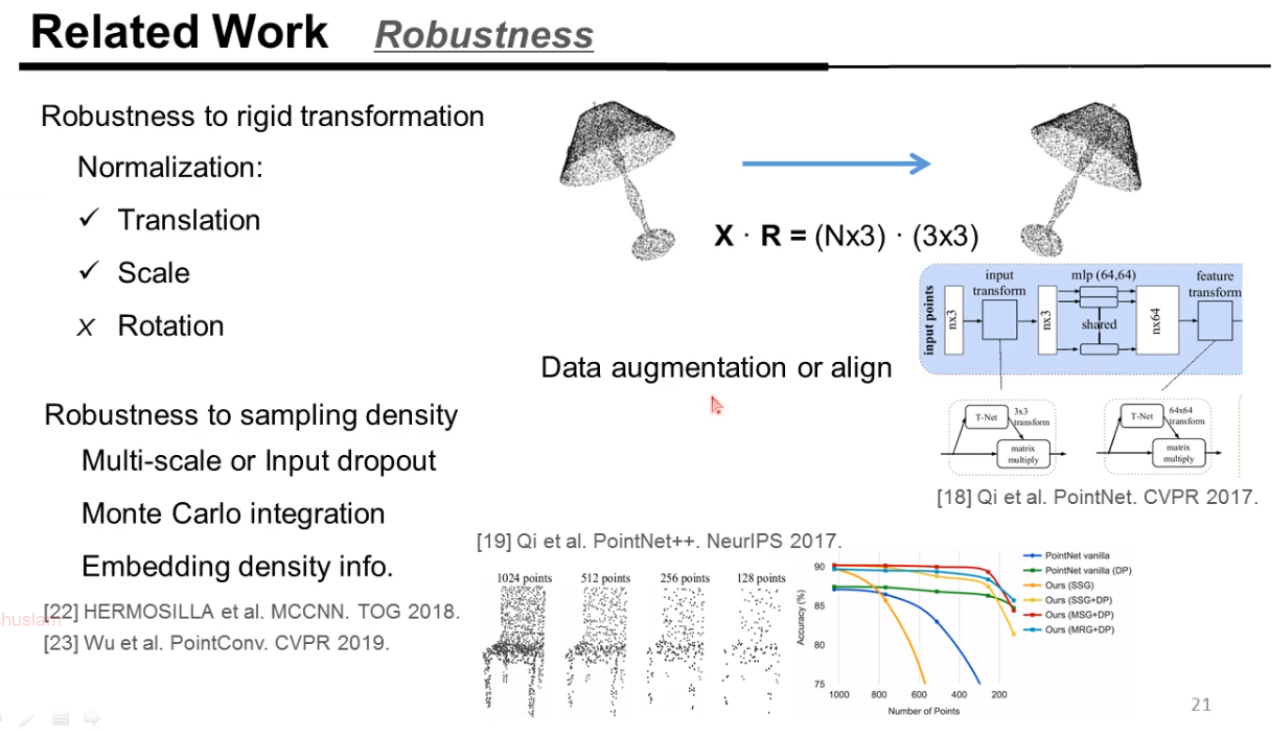 Related Work Robustness
Robustness to rigid transformation
Normalization:
✓ Translation
✓ Scale
x Rotation
X · R = (Nx3) · (3x3)
Data augmentation or align
input points
nx3
input
transform
nx3
mlp (64,64)
shared
nx64
feature
transform
T-Net
3x3
transform
matrix
multiply
T-Net
64x64
transform
matrix
multiply
[18] Qi et al. PointNet. CVPR 2017.
Robustness to sampling density
Multi-scale or Input dropout
Monte Carlo integration
Embedding density info.
[22] HERMOSILLA et al. MCCNN. TOG 2018.
[23] Wu et al. PointConv. CVPR 2019.
[19] Qi et al. PointNet++. NeurIPS 2017.
1024 points 512 points 256 points 128 points
Accuracy (%)
90
85
80
75
1000 800 600 400 200
Number of Points
PointNet vanilla
PointNet vanilla (DP)
Ours (SSG)
Ours (SSG+DP)
Ours (MSG+DP)
Ours (MRG+DP)
21